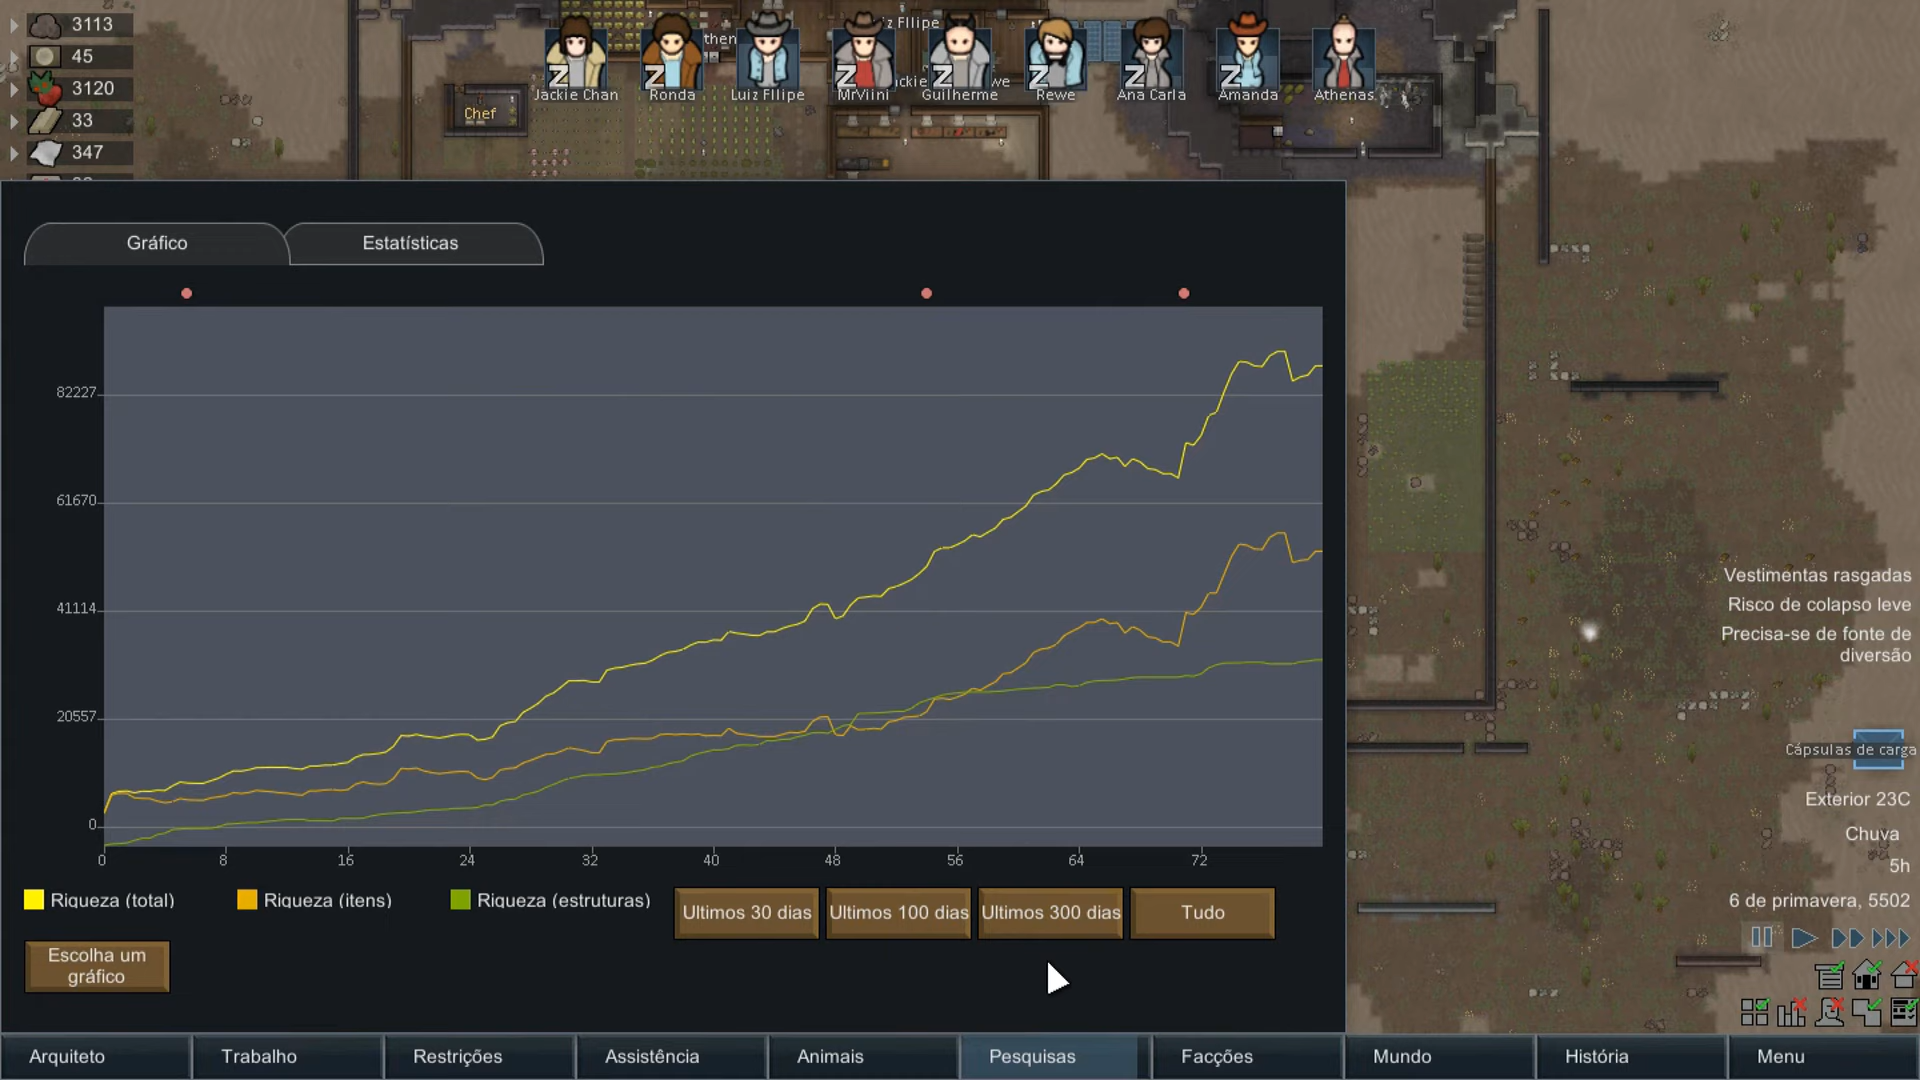 3113
45
3120
33
347
Chef
z FIlipe
Jackie Chan
Ronda
Luiz FIlipe
MrViini
Guilherme
Rewe
Ana Carla
Amanda
Athenas
Gráfico
Estatísticas
82227
61670
41114
20557
0
0
8
16
24
32
40
48
56
64
72
Riqueza (total)
Riqueza (itens)
Riqueza (estruturas)
Ultimos 30 dias
Ultimos 100 dias
Ultimos 300 dias
Tudo
Escolha um
gráfico
Vestimentas rasgadas
Risco de colapso leve
Precisa-se de fonte de
diversão
Cápsulas de carga
Exterior 23C
Chuva
5h
6 de primavera, 5502
Arquiteto
Trabalho
Restrições
Assistência
Animais
Pesquisas
Facções
Mundo
História
Menu